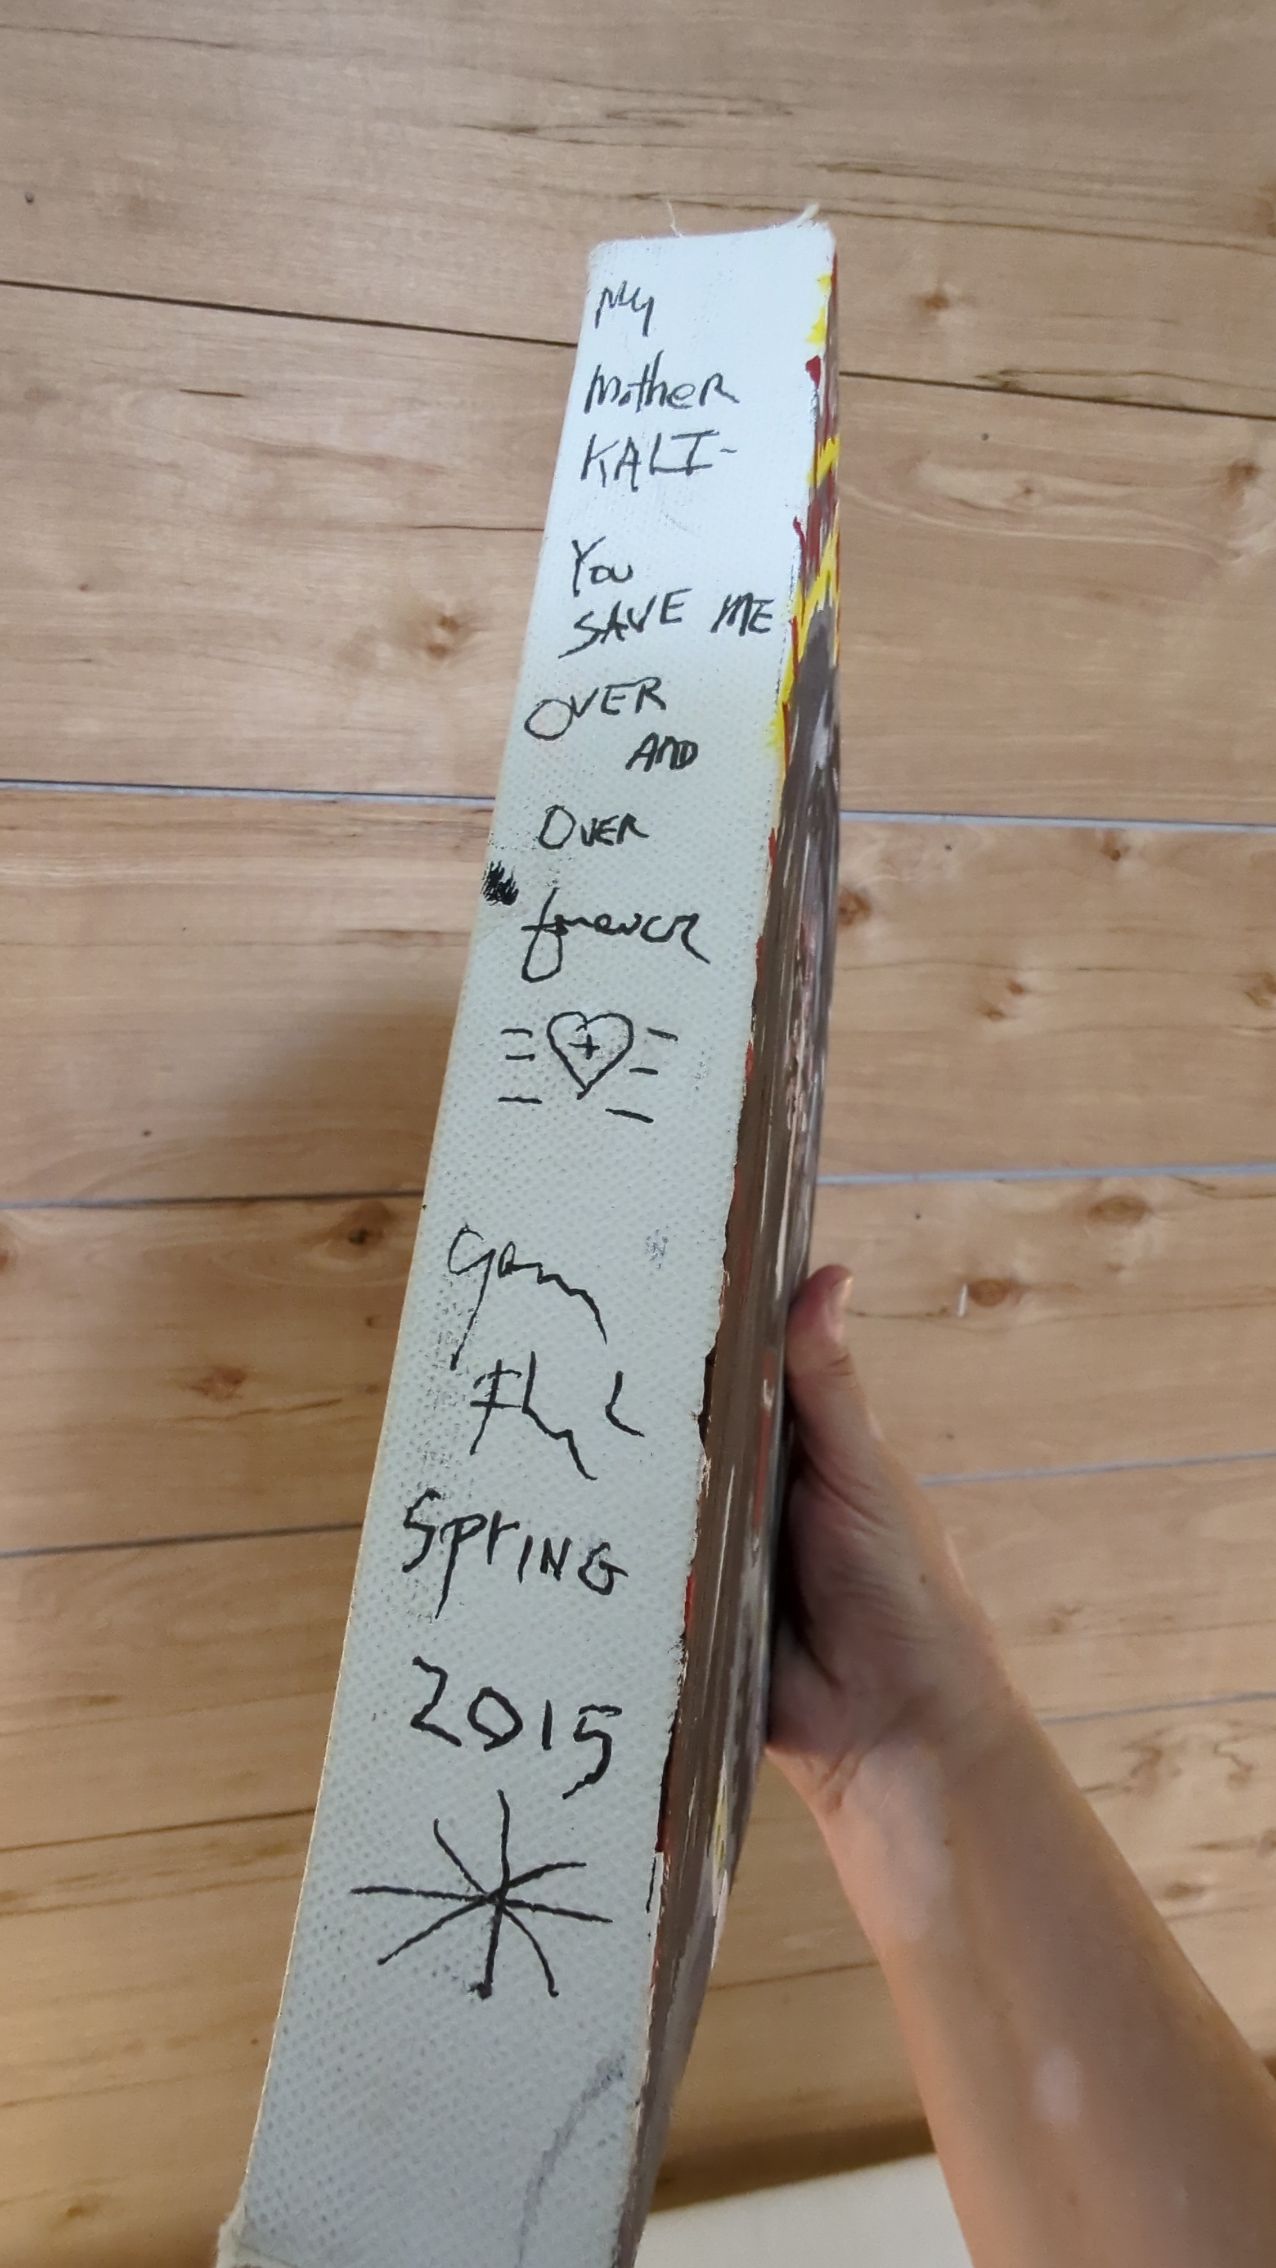 My
Mother
KALI-
You
SAVE ME
OVER
AND
OVER
forever
Spring
2015